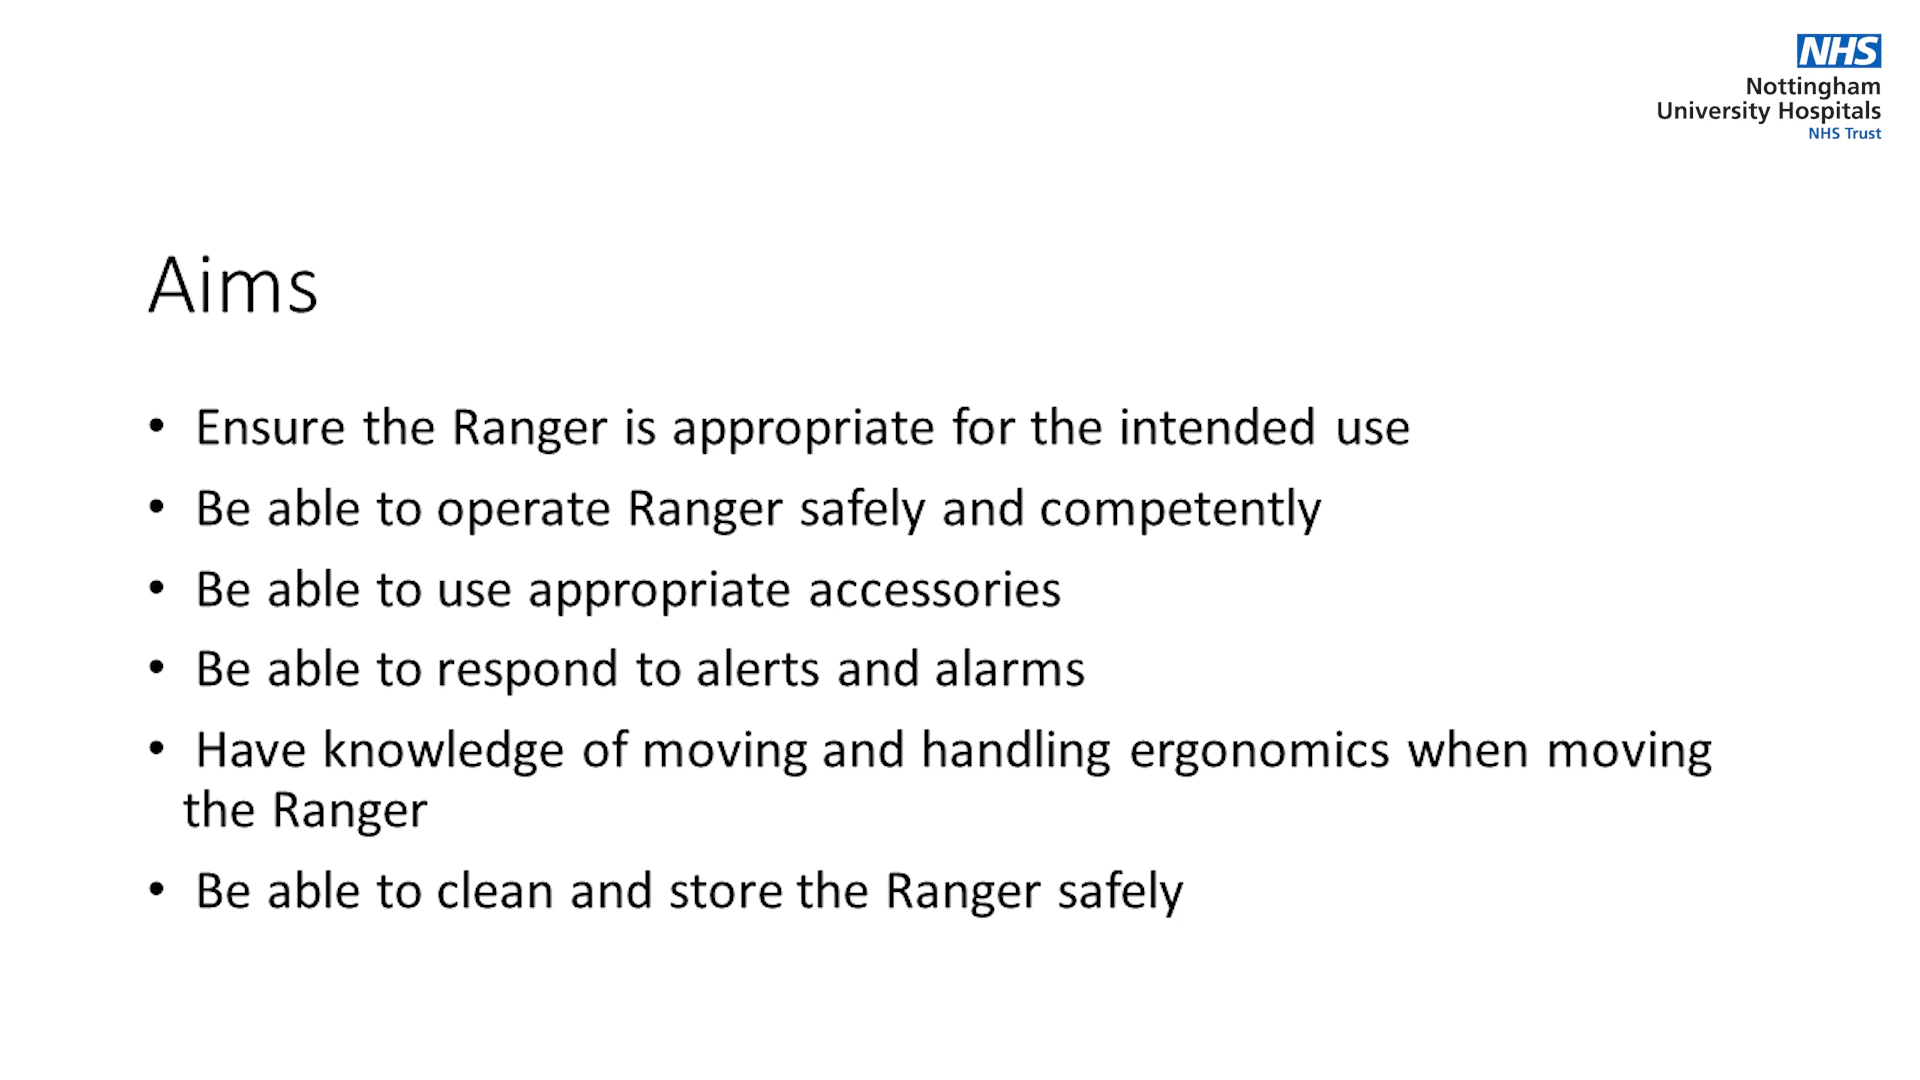 NHS
Nottingham
University Hospitals
NHS Trust
Aims
• Ensure the Ranger is appropriate for the intended use
• Be able to operate Ranger safely and competently
• Be able to use appropriate accessories
• Be able to respond to alerts and alarms
• Have knowledge of moving and handling ergonomics when moving
the Ranger
• Be able to clean and store the Ranger safely